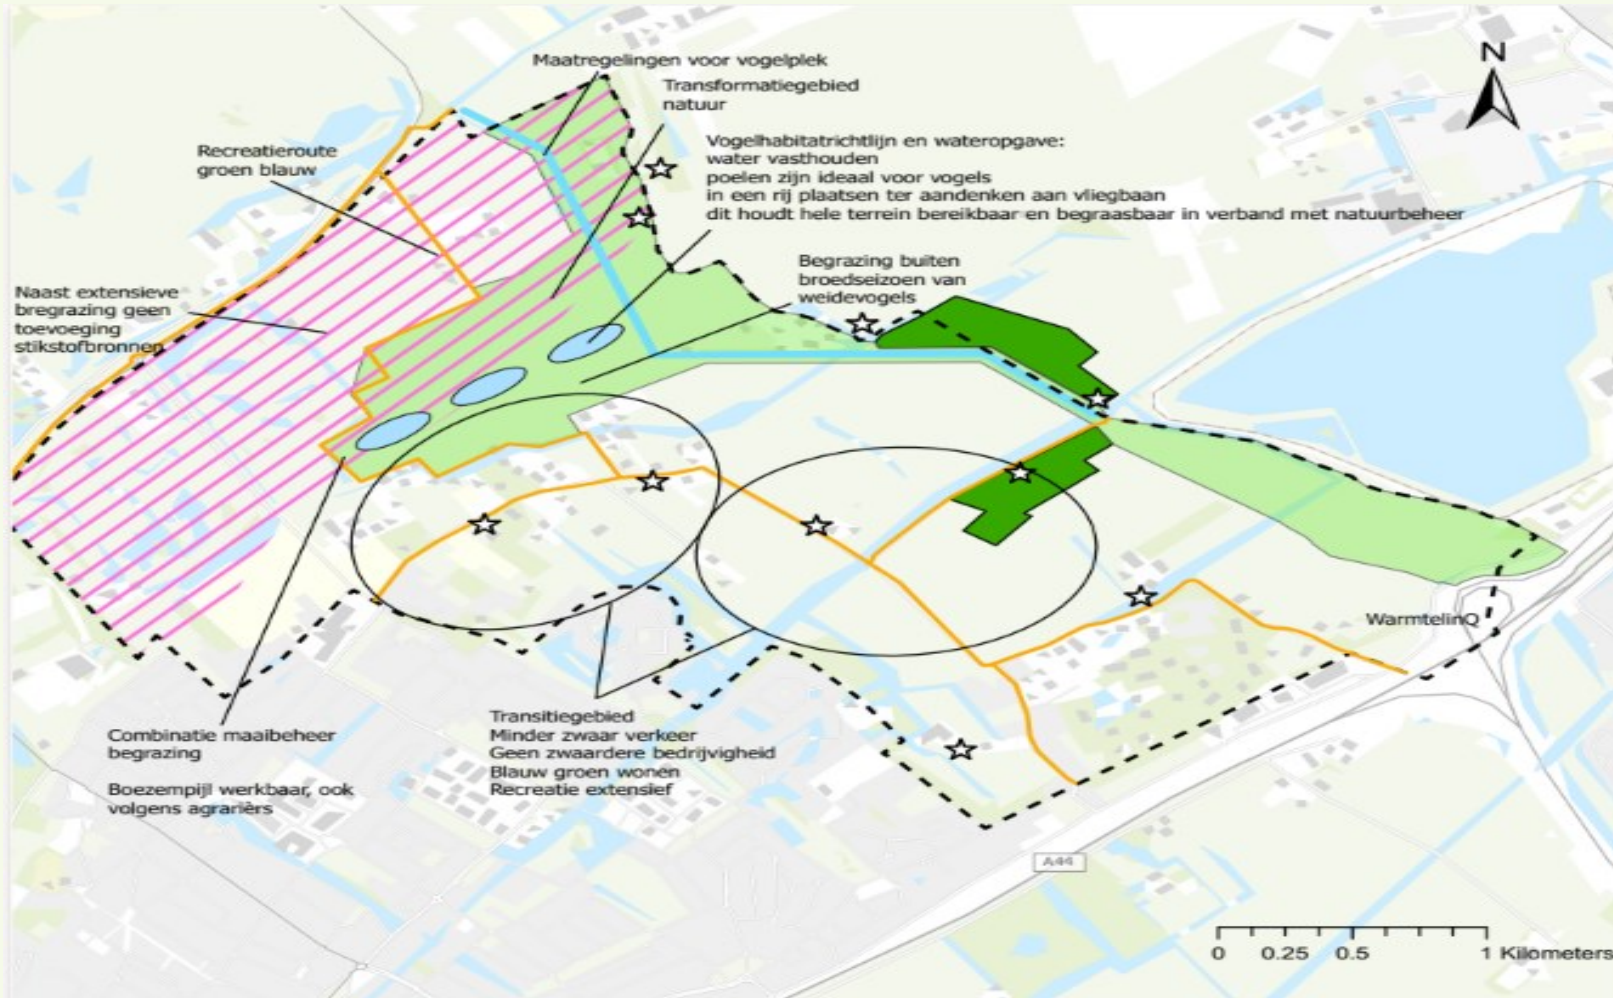 Maatregelingen voor vogelplek
N
Transformatiegebied
natuur
Vogelhabitatrichtlijn en wateropgave:
water vasthouden
poelen zijn ideaal voor vogels
in een rij plaatsen ter aandenken aan vliegbaan
dit houdt hele terrein bereikbaar en begraasbaar in verband met natuurbeheer
Recreatieroute
groen blauw
Begrazing buiten
broedseizoen van
weidevogels
Naast extensieve
bregrazing geen
toevoeging
stikstofbronnen
WarmtelinQ
Combinatie maaibeheer
begrazing
Boezempijl werkbaar, ook
volgens agrariërs
Transitiegebied
Minder zwaar verkeer
Geen zwaardere bedrijvigheid
Blauw groen wonen
Recreatie extensief
A44
0 0.25 0.5 1 Kilometers